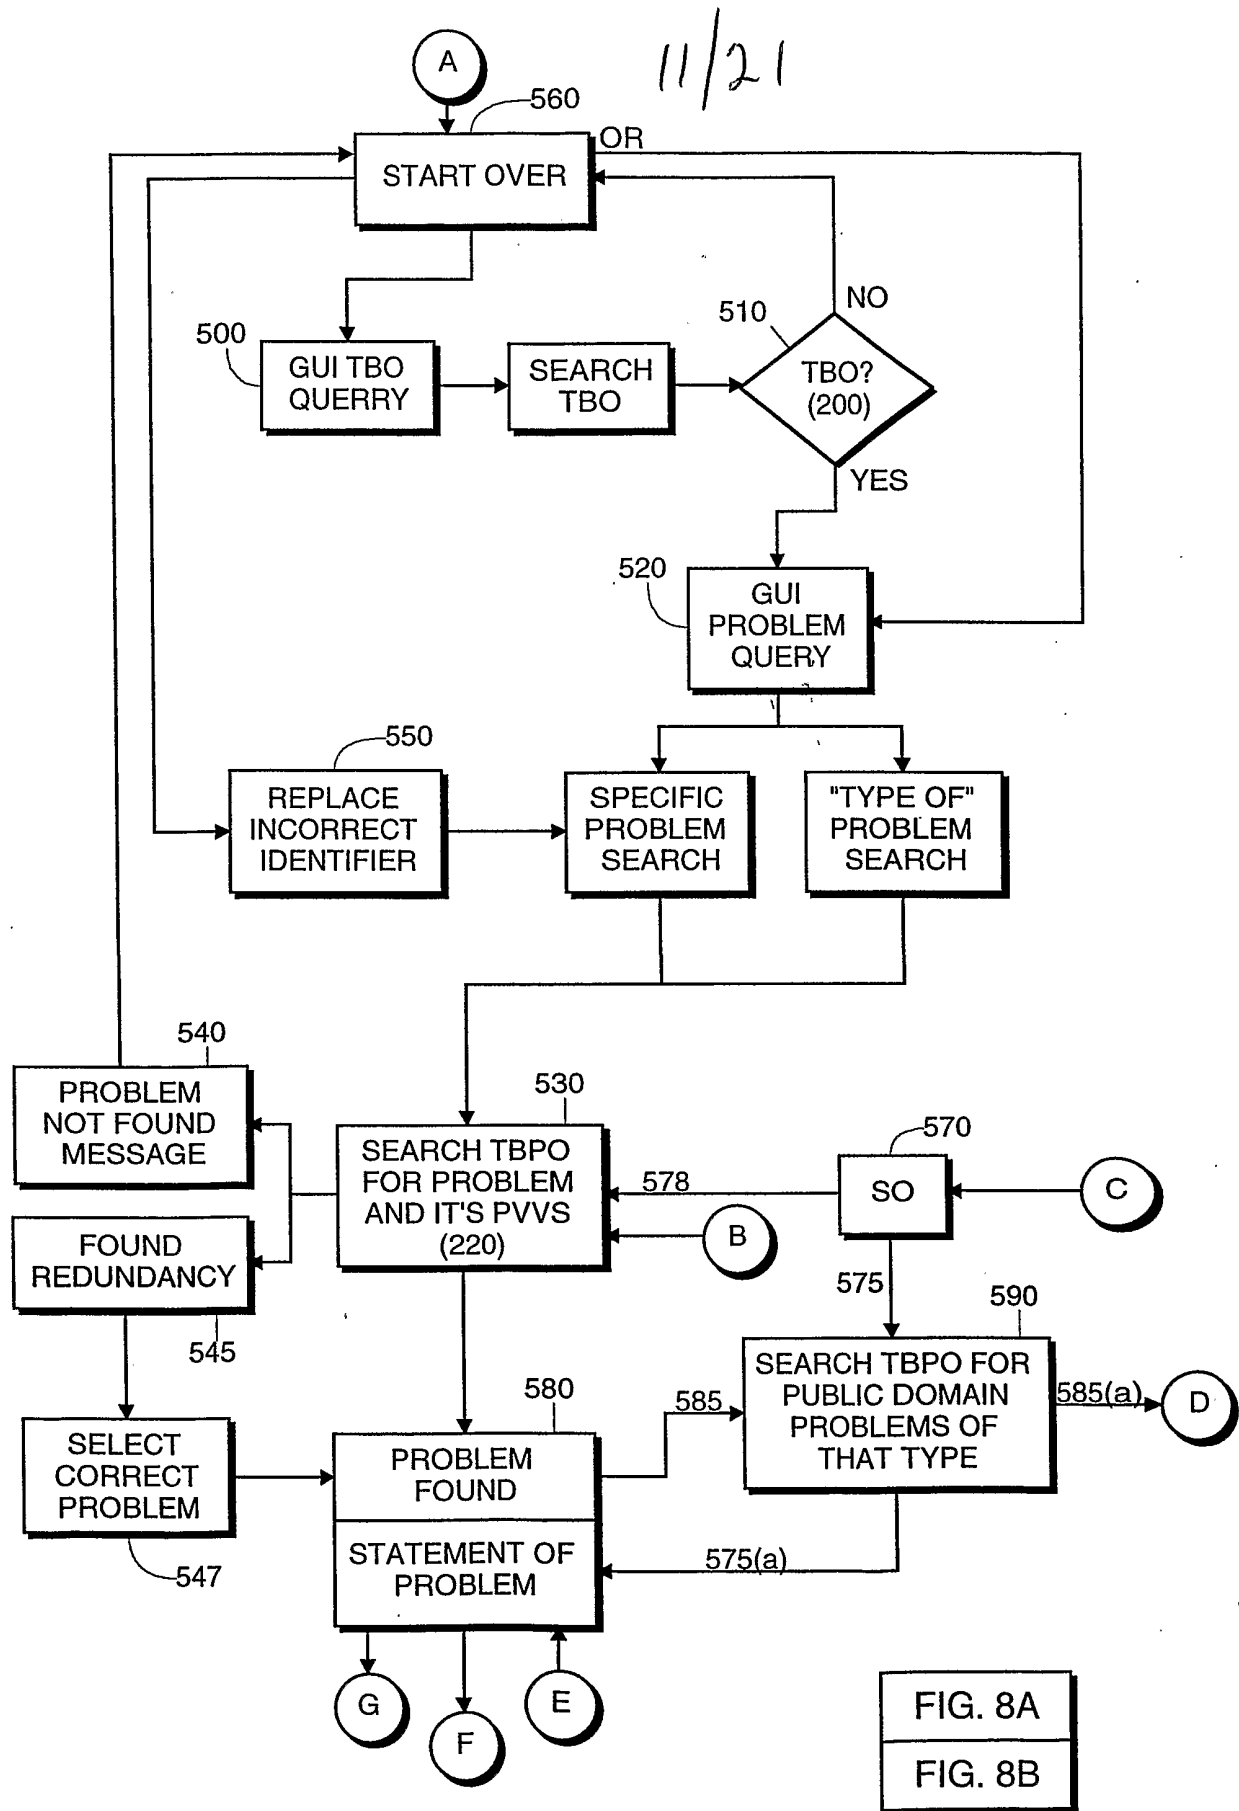 A
11/21
560
START OVER
OR
500
GUI TBO
QUERRY
SEARCH
TBO
510
TBO?
(200)
NO
YES
520
GUI
PROBLEM
QUERY
550
REPLACE
INCORRECT
IDENTIFIER
SPECIFIC
PROBLEM
SEARCH
"TYPE OF"
PROBLEM
SEARCH
540
PROBLEM
NOT FOUND
MESSAGE
530
SEARCH TBPO
FOR PROBLEM
AND IT'S PVVS
(220)
578
570
SO
C
B
FOUND
REDUNDANCY
545
575
590
SEARCH TBPO FOR
PUBLIC DOMAIN
PROBLEMS OF
THAT TYPE
585(a)
D
580
585
SELECT
CORRECT
PROBLEM
547
PROBLEM
FOUND
STATEMENT OF
PROBLEM
575(a)
G
F
E
FIG. 8A
FIG. 8B